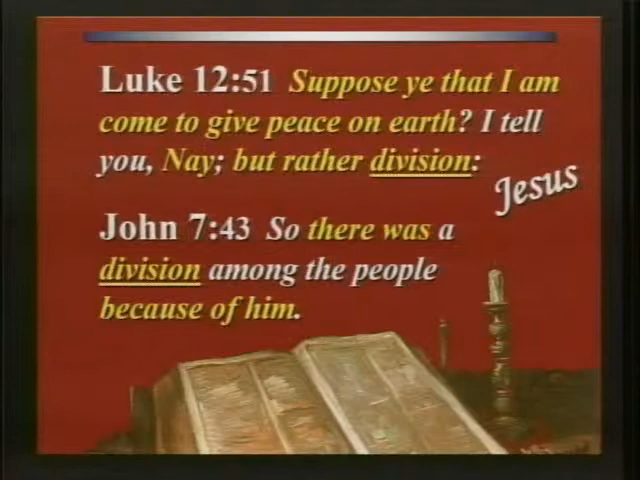 Luke 12:51 Suppose ye that I am
come to give peace on earth? I tell
you, Nay; but rather division:
Jesus
John 7:43 So there was a
division among the people
because of him.